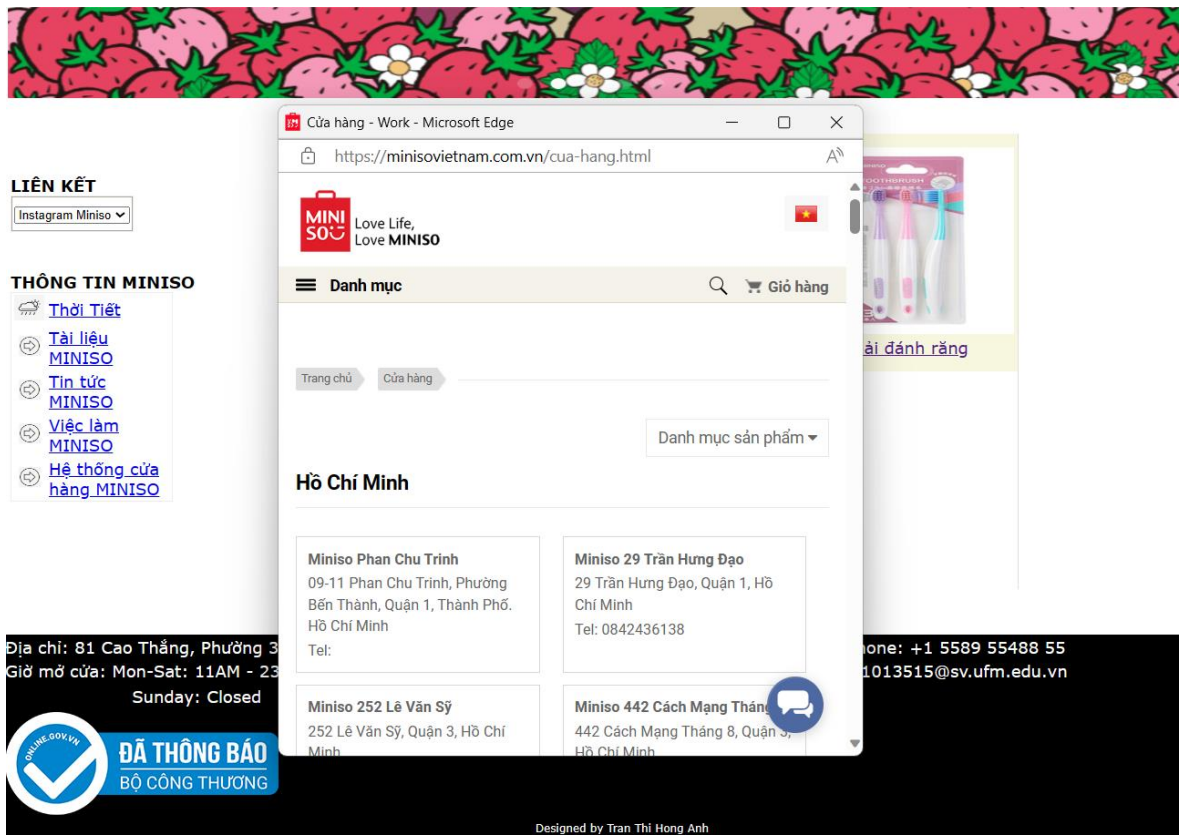 Cửa hàng - Work - Microsoft Edge
https://minisovietnam.com.vn/cua-hang.html
LIÊN KẾT
Instagram Miniso
THÔNG TIN MINISO
Thời Tiết
Tài liệu
MINISO
Tin tức
MINISO
Việc làm
MINISO
Hệ thống cửa
hàng MINISO
MINI
SO
Love Life,
Love MINISO
Danh mục
Giỏ hàng
Trang chủ
Cửa hàng
Danh mục sản phẩm
Hồ Chí Minh
Miniso Phan Chu Trinh
09-11 Phan Chu Trinh, Phường
Bến Thành, Quận 1, Thành Phố.
Hồ Chí Minh
Tel:
Miniso 29 Trần Hưng Đạo
29 Trần Hưng Đạo, Quận 1, Hồ
Chí Minh
Tel: 0842436138
Miniso 252 Lê Văn Sỹ
252 Lê Văn Sỹ, Quận 3, Hồ Chí
Minh
Miniso 442 Cách Mạng Tháng
442 Cách Mạng Tháng 8, Quận 3,
Hồ Chí Minh
TOOTHBRUSH
ải đánh răng
Địa chỉ: 81 Cao Thắng, Phường 3
Giờ mở cửa: Mon-Sat: 11AM - 23
Sunday: Closed
one: +1 5589 55488 55
1013515@sv.ufm.edu.vn
ONLINE.GOV.VN
ĐÃ THÔNG BÁO
BỘ CÔNG THƯƠNG
Designed by Tran Thi Hong Anh